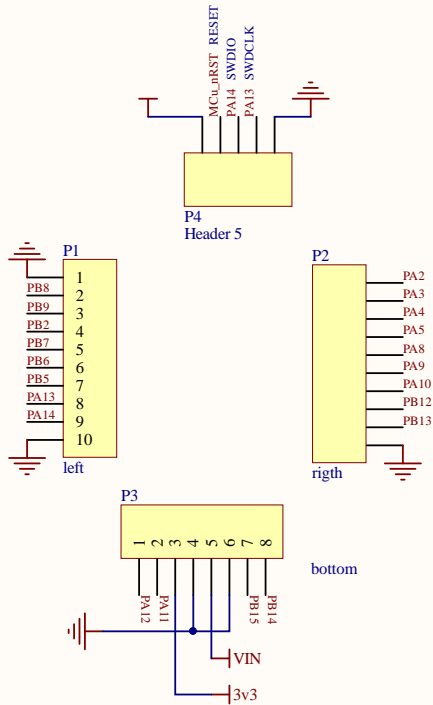 MCu_nRST RESET
PA14 SWDIO
PA13 SWDCLK
P4
Header 5
P1
1
PB8 2
PB9 3
PB2 4
PB7 5
PB6 6
PB5 7
PA13 8
PA14 9
10
left
P2
PA2
PA3
PA4
PA5
PA8
PA9
PA10
PB12
PB13
rigth
P3
1 2 3 4 5 6 7 8
PA12 PA11 PB15 PB14
bottom
VIN
3v3